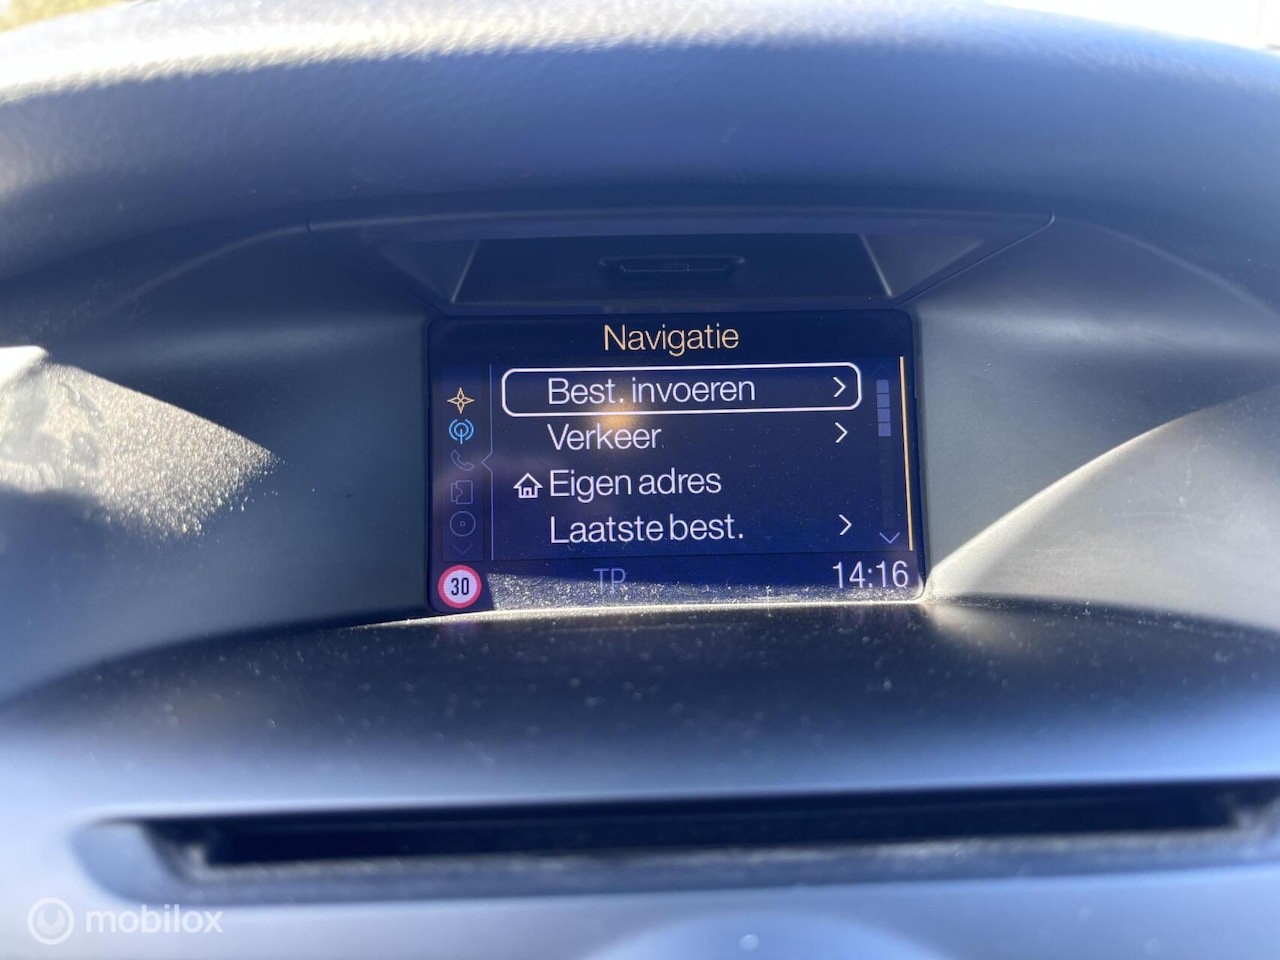 Navigatie
Best. invoeren
Verkeer
Eigen adres
Laatste best.
30 TP 14:16
mobilox